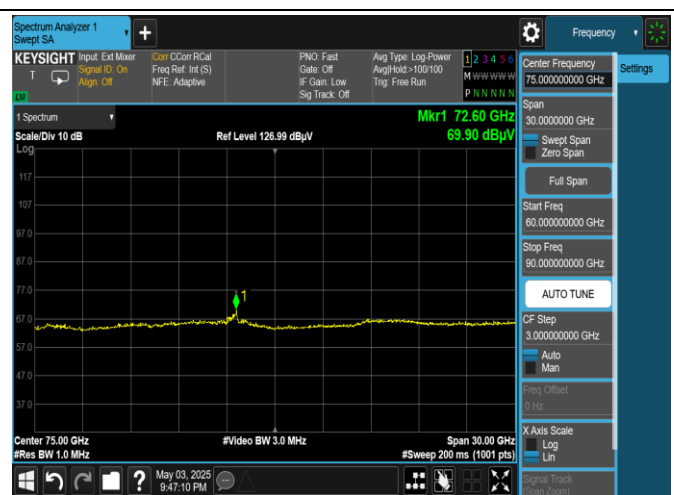 Spectrum Analyzer 1
Swept SA
+
Frequency
KEYSIGHT
T
LNI
Input: Ext Mixer
Signal ID: On
Align: Off
Corr CCorr RCal
Freq Ref: Int (S)
NFE: Adaptive
PNO: Fast
Gate: Off
IF Gain: Low
Sig Track: Off
Avg Type: Log-Power
Avg|Hold:>100/100
Trig: Free Run
1 2 3 4 5 6
M W W W W W
P N N N N N
1 Spectrum
Scale/Div 10 dB
Log
Ref Level 126.99 dBµV
Mkr1 72.60 GHz
69.90 dBµV
117
107
97.0
87.0
77.0
67.0
57.0
47.0
37.0
1
Center 75.00 GHz
#Res BW 1.0 MHz
#Video BW 3.0 MHz
Span 30.00 GHz
#Sweep 200 ms (1001 pts)
?
May 03, 2025
9:47:10 PM
Center Frequency
75.000000000 GHz
Settings
Span
30.0000000 GHz
Swept Span
Zero Span
Full Span
Start Freq
60.000000000 GHz
Stop Freq
90.000000000 GHz
AUTO TUNE
CF Step
3.000000000 GHz
Auto
Man
Freq Offset
0 Hz
X Axis Scale
Log
Lin
Signal Track
(Span Zoom)